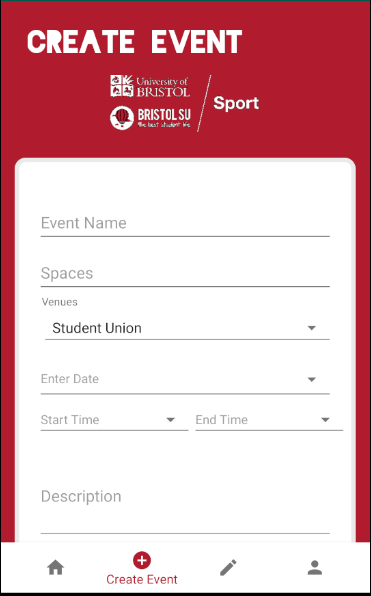 CREATE EVENT
University of
BRISTOL
BRISTOL SU
the best student life
Sport
Event Name
Spaces
Venues
Student Union
Enter Date
Start Time End Time
Description
Create Event